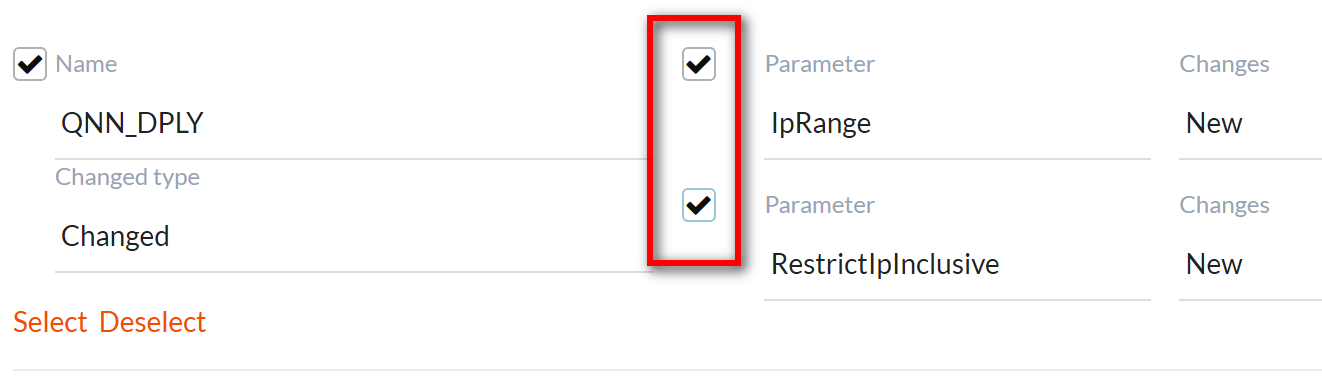 Name Parameter Changes
QNN_DPLY IpRange New
Changed type
Parameter Changes
Changed
RestrictIpInclusive New
Select Deselect